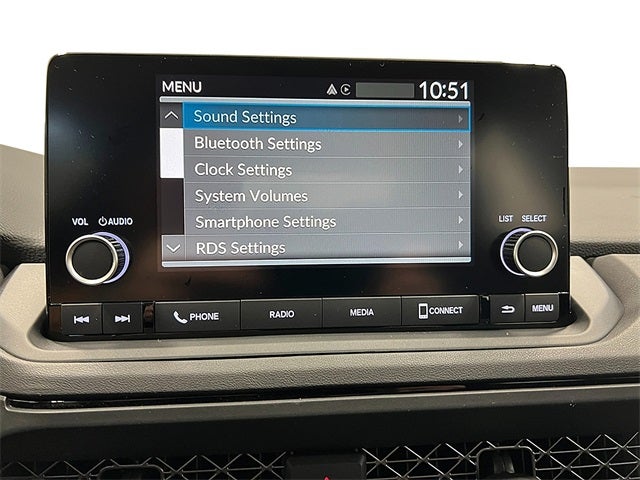 MENU 10:51
Sound Settings
Bluetooth Settings
Clock Settings
System Volumes
Smartphone Settings
RDS Settings
VOL AUDIO
LIST SELECT
PHONE RADIO MEDIA CONNECT MENU